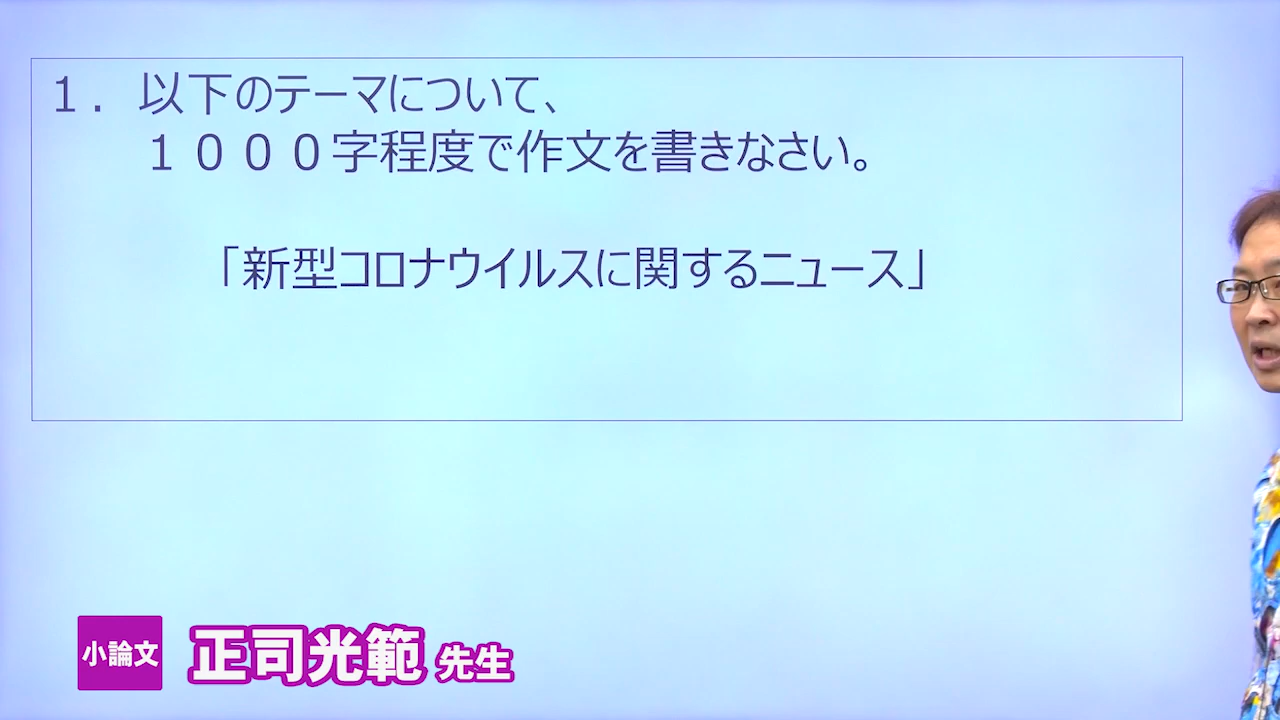 １．以下のテーマについて、
１０００字程度で作文を書きなさい。
「新型コロナウイルスに関するニュース」
小論文
正司光範 先生